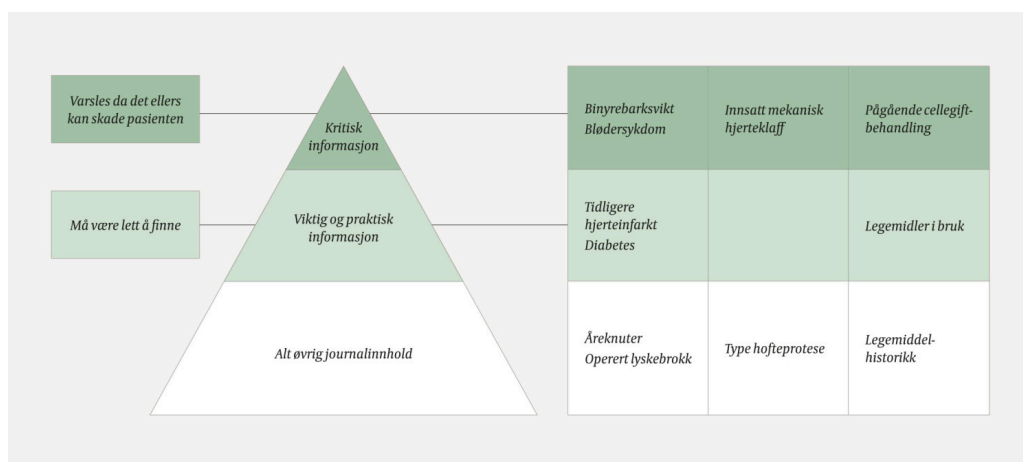 Varsles da det ellers
kan skade pasienten
Kritisk
informasjon
Binyrebarksvikt
Blødersykdom
Innsatt mekanisk
hjerteklaff
Pågående cellegift-
behandling
Må være lett å finne
Viktig og praktisk
informasjon
Tidligere
hjerteinfarkt
Diabetes
Legemidler i bruk
Alt øvrig journalinnhold
Åreknuter
Operert lyskebrokk
Type hofteprotese
Legemiddel-
historikk